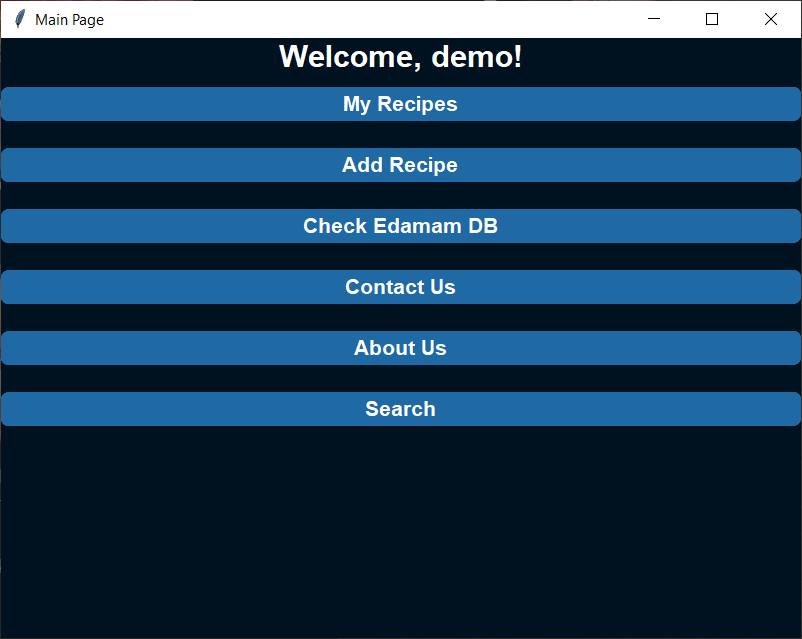 Main Page
Welcome, demo!
My Recipes
Add Recipe
Check Edamam DB
Contact Us
About Us
Search